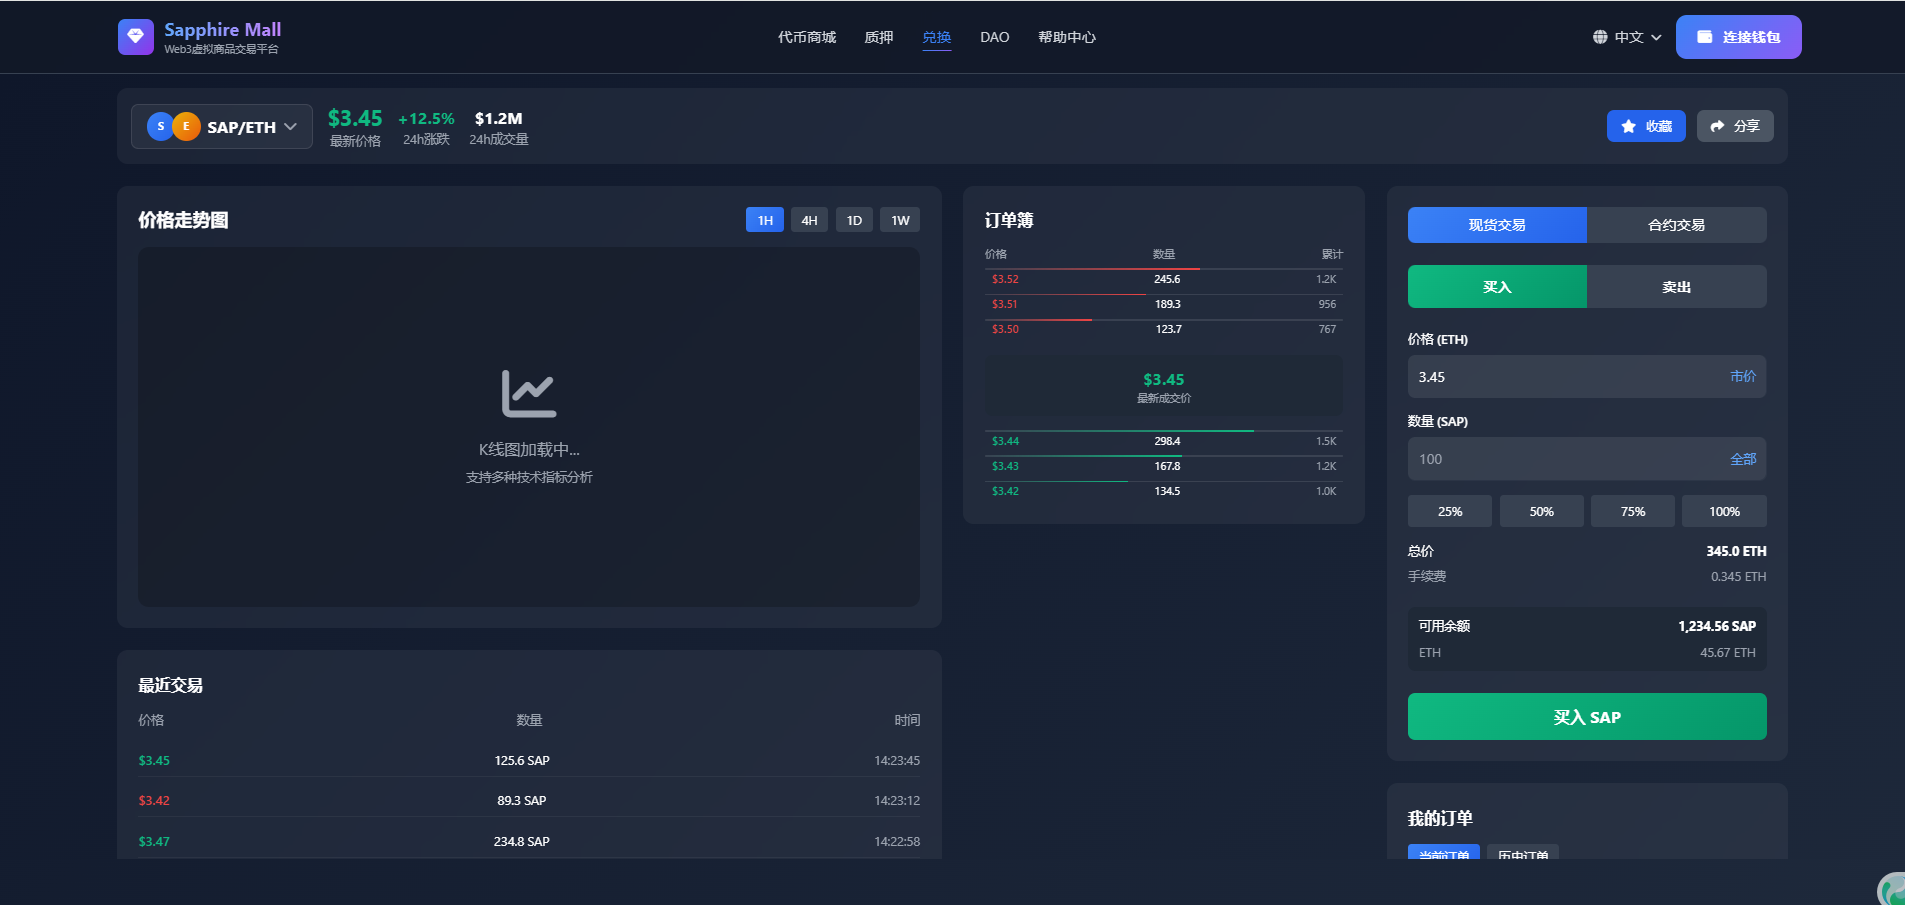 Sapphire Mall
Web3虚拟商品交易平台
代币商城 质押 兑换 DAO 帮助中心
中文 连接钱包
S E SAP/ETH
$3.45 +12.5% $1.2M
最新价格 24h涨跌 24h成交量
收藏 分享
价格走势图
1H 4H 1D 1W
K线图加载中...
支持多种技术指标分析
最近交易
价格 数量 时间
$3.45 125.6 SAP 14:23:45
$3.42 89.3 SAP 14:23:12
$3.47 234.8 SAP 14:22:58
订单簿
价格 数量 累计
$3.52 245.6 1.2K
$3.51 189.3 956
$3.50 123.7 767
$3.45
最新成交价
$3.44 298.4 1.5K
$3.43 167.8 1.2K
$3.42 134.5 1.0K
现货交易 合约交易
买入 卖出
价格 (ETH)
3.45 市价
数量 (SAP)
100 全部
25% 50% 75% 100%
总价 345.0 ETH
手续费 0.345 ETH
可用余额 1,234.56 SAP
ETH 45.67 ETH
买入 SAP
我的订单
当前订单 历史订单